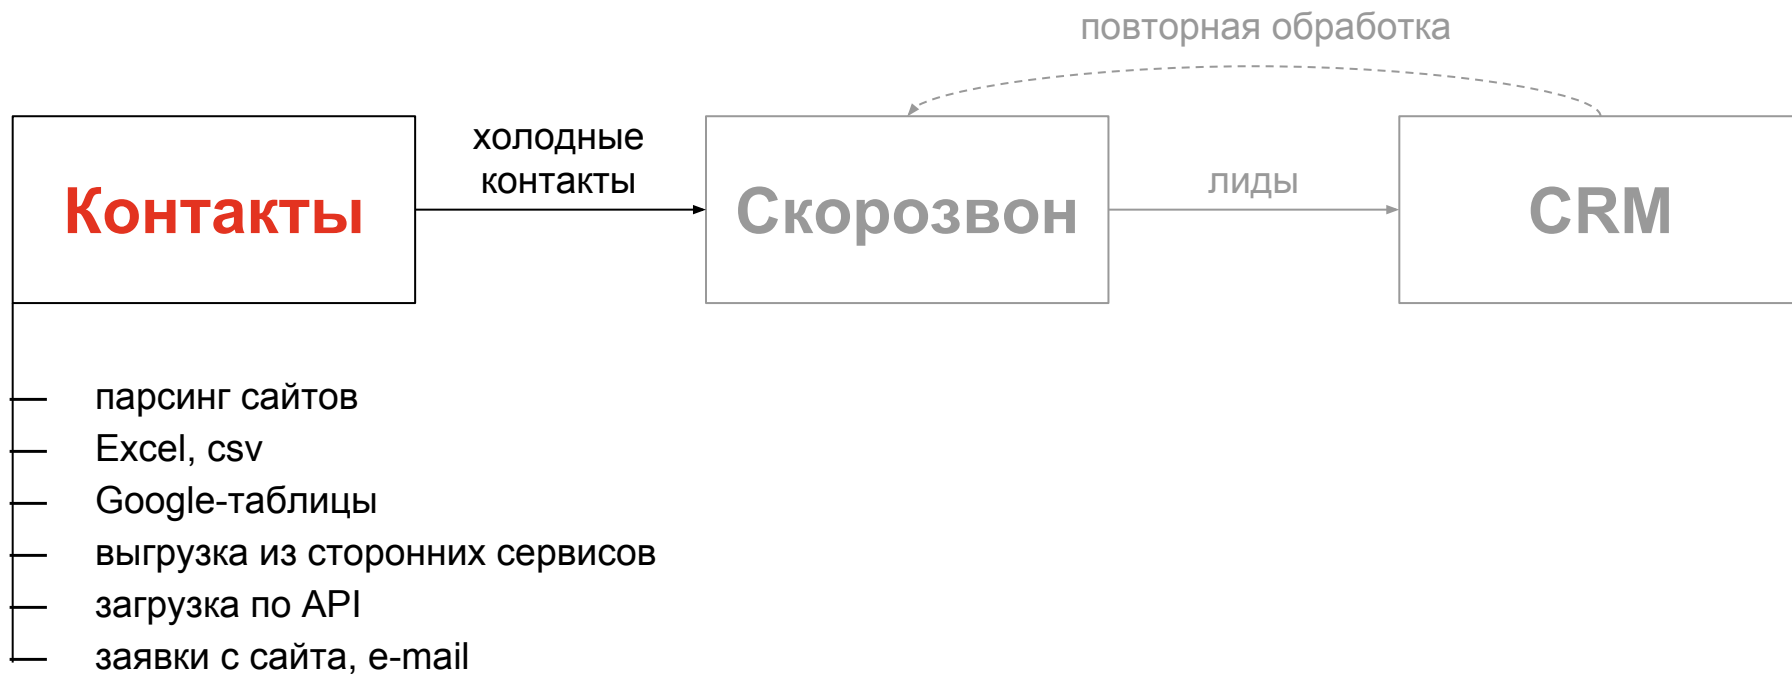 повторная обработка
холодные
контакты
Контакты
Скорозвон
лиды
CRM
парсинг сайтов
Excel, csv
Google-таблицы
выгрузка из сторонних сервисов
загрузка по API
заявки с сайта, e-mail